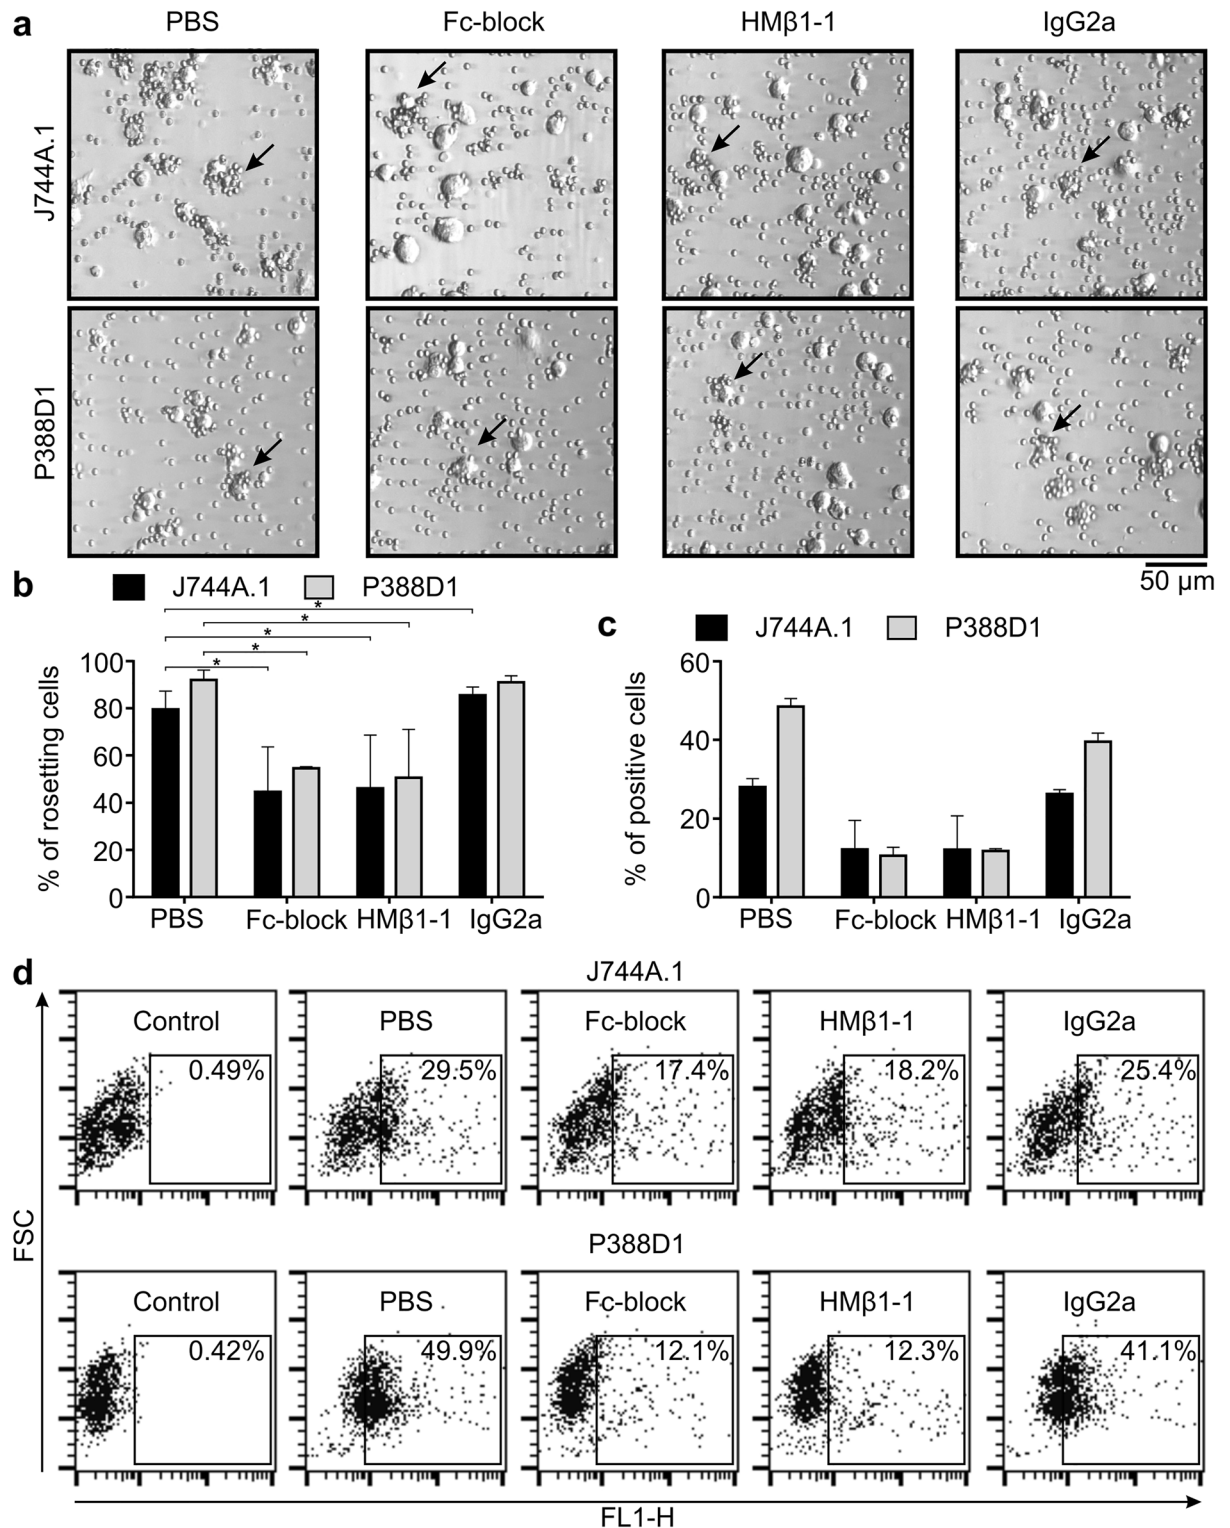 a
PBS Fc-block HMβ1-1 IgG2a
J744A.1
P388D1
50 µm
b
J744A.1 P388D1
* 
*
*
*
*
% of rosetting cells
100
80
60
40
20
0
PBS Fc-block HMβ1-1 IgG2a
c
J744A.1 P388D1
% of positive cells
60
40
20
0
PBS Fc-block HMβ1-1 IgG2a
d
J744A.1
Control PBS Fc-block HMβ1-1 IgG2a
0.49% 29.5% 17.4% 18.2% 25.4%
P388D1
Control PBS Fc-block HMβ1-1 IgG2a
0.42% 49.9% 12.1% 12.3% 41.1%
FSC
FL1-H